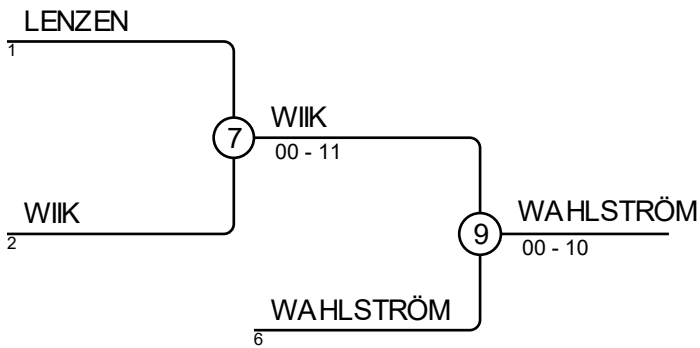 LENZEN
1
7
WIIK
00 - 11
WIIK
2
9
WAHLSTRÖM
00 - 10
WAHLSTRÖM
6